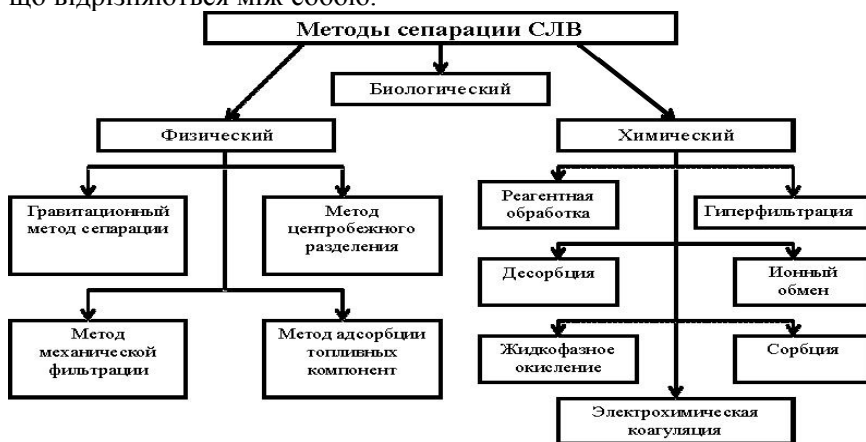 що відрізняються між собою.
Методы сепарации СЛВ
Биологический
Физический
Химический
Гравитационный
метод сепарации
Метод
центробежного
разделения
Реагентная
обработка
Гиперфильтрация
Десорбция
Ионный
обмен
Метод
механической
фильтрации
Метод адсорбции
топливных
компонент
Жидкофазное
окисление
Сорбция
Электрохимическая
коагуляция